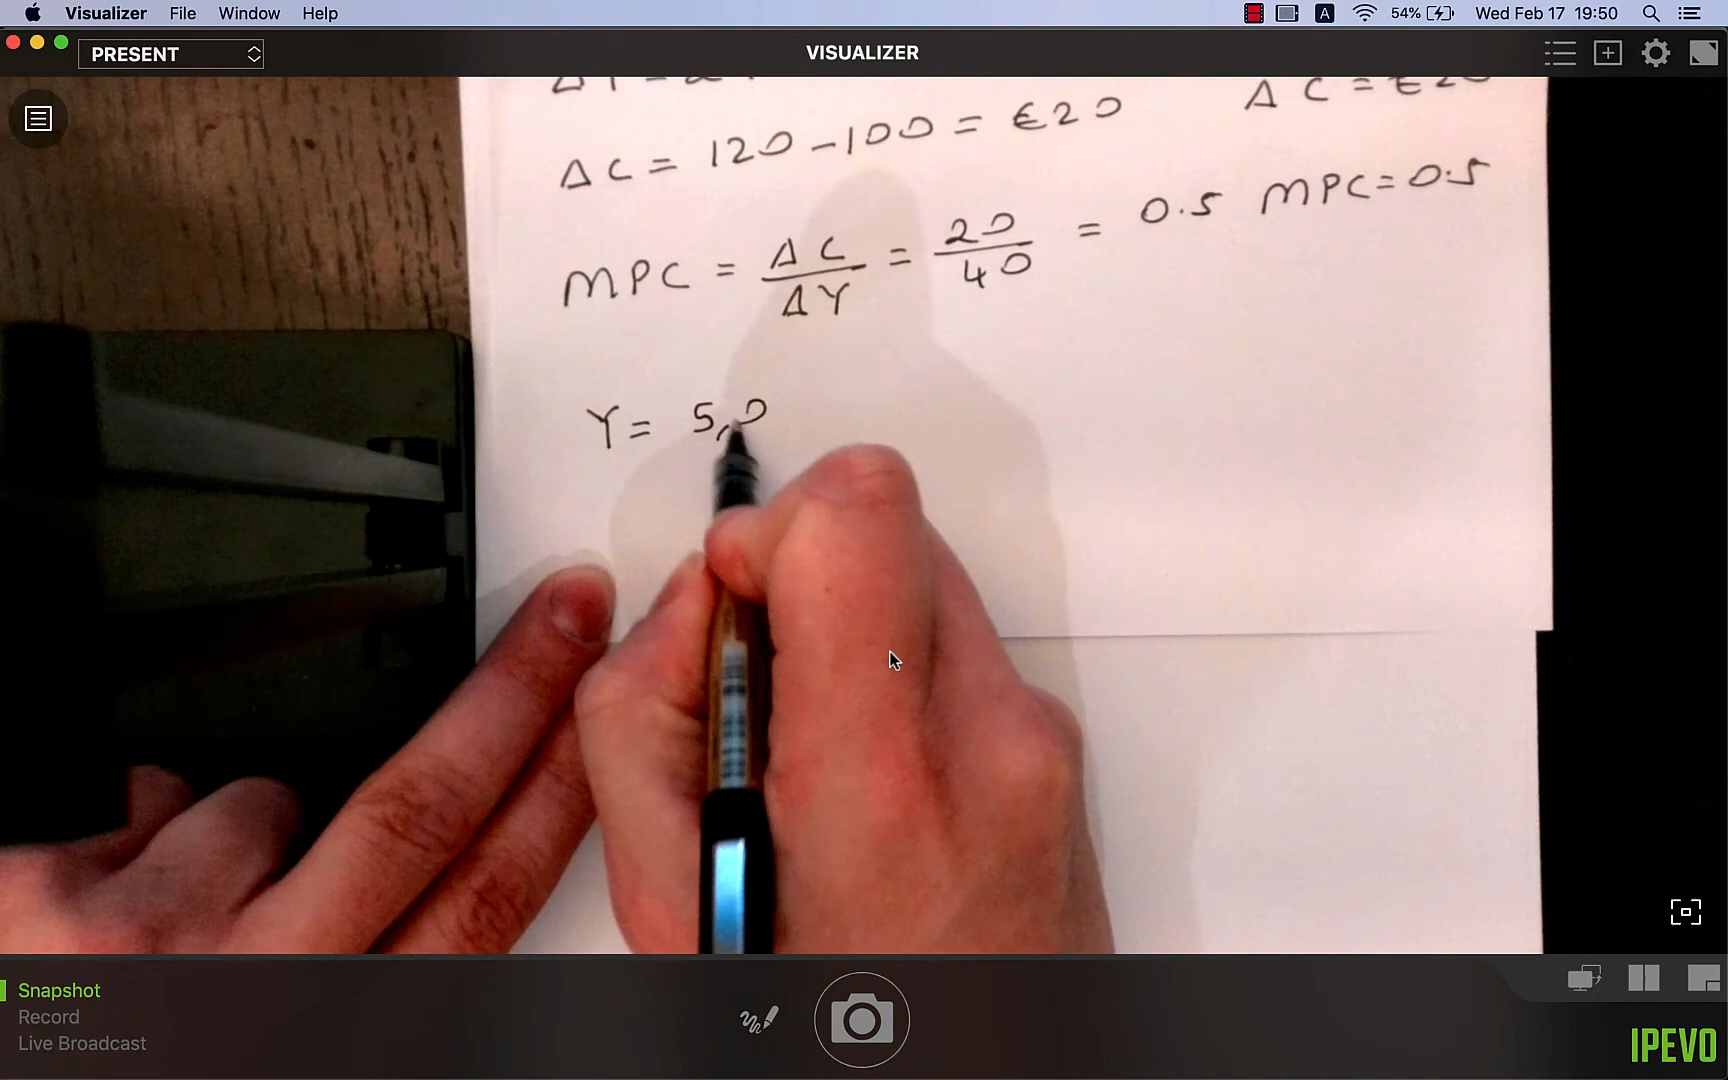 Visualizer File Window Help A 54% Wed Feb 17 19:50
PRESENT VISUALIZER
ΔC = 120 - 100 = €20 ΔC = €20
MPC = ΔC/ΔY = 20/40 = 0.5 MPC = 0.5
Y = 5,0
Snapshot
Record
Live Broadcast
IPEVO